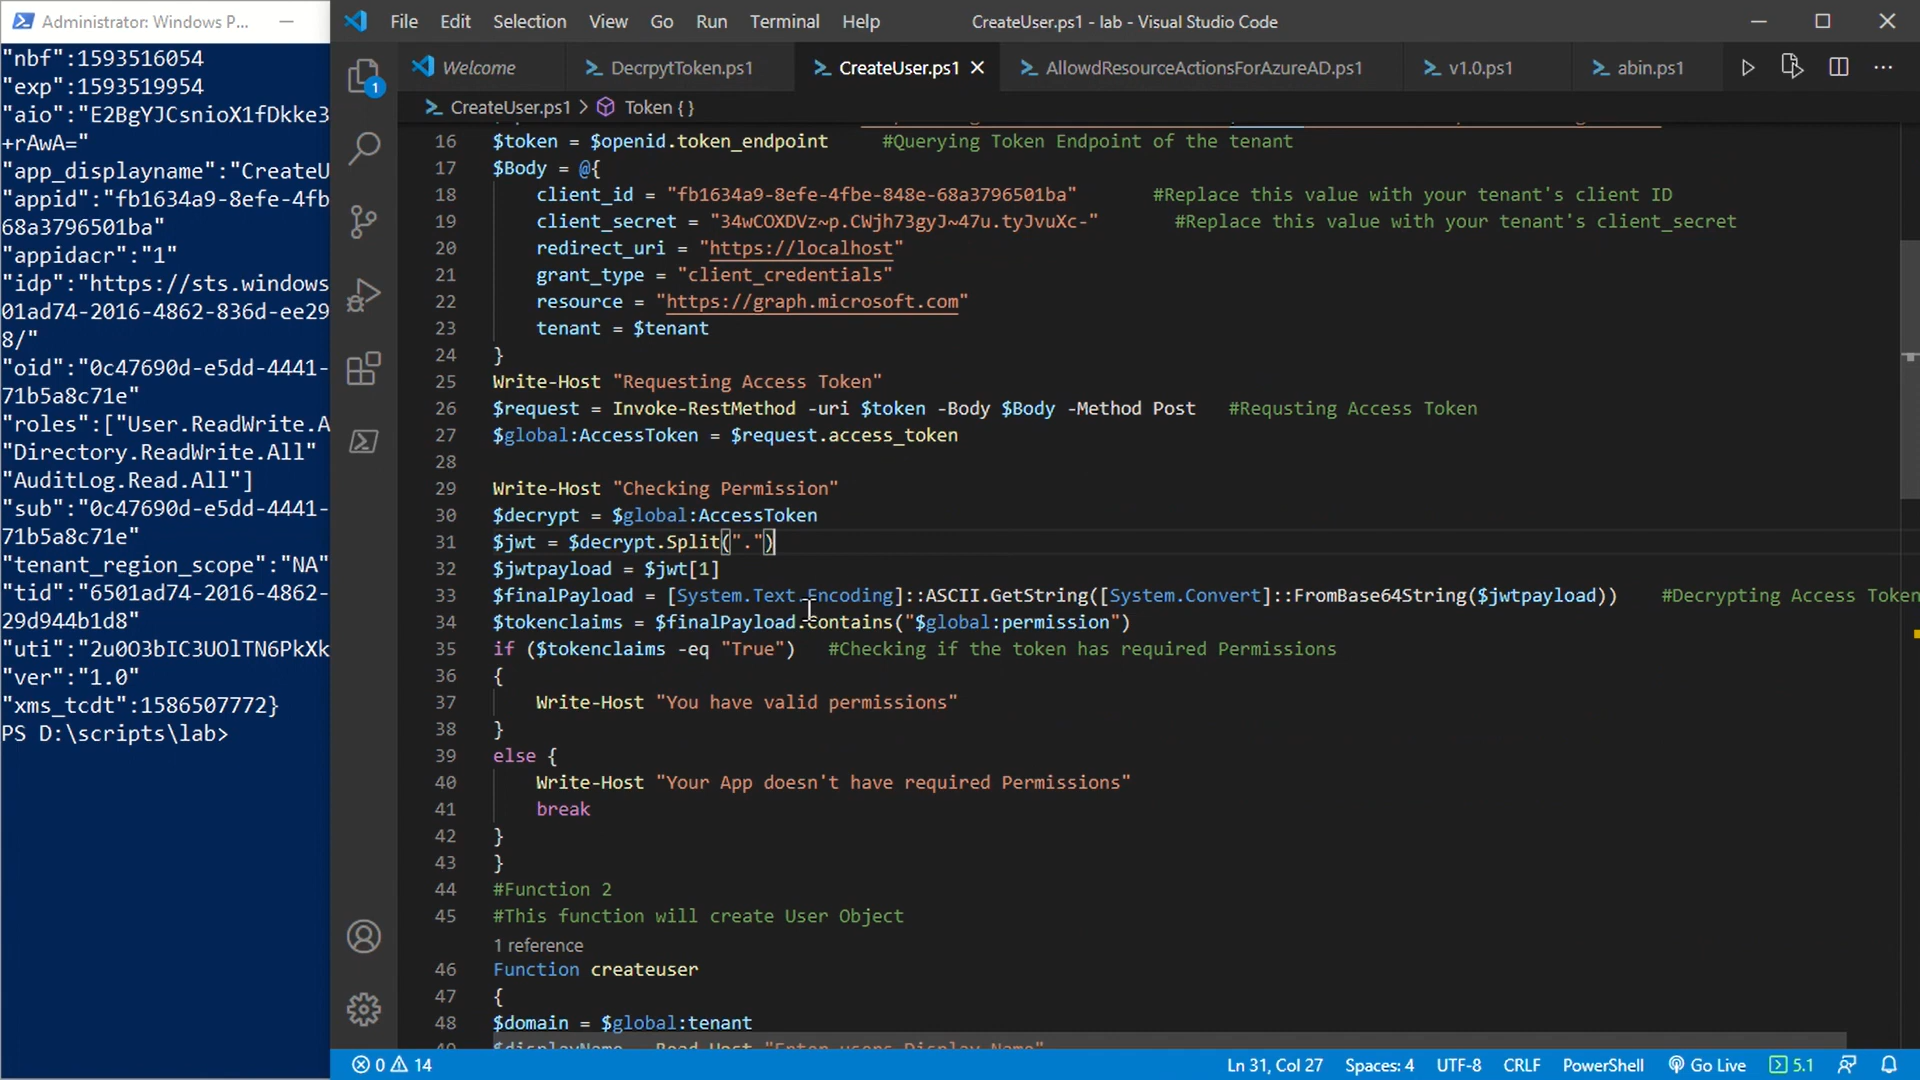 Administrator: Windows P...
"nbf":1593516054
"exp":1593519954
"aio":"E2BgYJCsnioX1fDkke3
+rAwA="
"app_displayname":"CreateU
"appid":"fb1634a9-8efe-4fb
68a3796501ba"
"appidacr":"1"
"idp":"https://sts.windows
01ad74-2016-4862-836d-ee29
8/"
"oid":"0c47690d-e5dd-4441-
71b5a8c71e"
"roles":["User.ReadWrite.A
"Directory.ReadWrite.All"
"AuditLog.Read.All"]
"sub":"0c47690d-e5dd-4441-
71b5a8c71e"
"tenant_region_scope":"NA"
"tid":"6501ad74-2016-4862-
29d944b1d8"
"uti":"2u0O3bIC3UOlTN6PkXk
"ver":"1.0"
"xms_tcdt":1586507772}
PS D:\scripts\lab>
File Edit Selection View Go Run Terminal Help CreateUser.ps1 - lab - Visual Studio Code
Welcome DecrpytToken.ps1 CreateUser.ps1 AllowdResourceActionsForAzureAD.ps1 v1.0.ps1 abin.ps1
CreateUser.ps1 > Token { }
1
16 $token = $openid.token_endpoint #Querying Token Endpoint of the tenant
17 $Body = @{
18 client_id = "fb1634a9-8efe-4fbe-848e-68a3796501ba" #Replace this value with your tenant's client ID
19 client_secret = "34wCOXDVz~p.CWjh73gyJ~47u.tyJvuXc-" #Replace this value with your tenant's client_secret
20 redirect_uri = "https://localhost"
21 grant_type = "client_credentials"
22 resource = "https://graph.microsoft.com"
23 tenant = $tenant
24 }
25 Write-Host "Requesting Access Token"
26 $request = Invoke-RestMethod -uri $token -Body $Body -Method Post #Requsting Access Token
27 $global:AccessToken = $request.access_token
28
29 Write-Host "Checking Permission"
30 $decrypt = $global:AccessToken
31 $jwt = $decrypt.Split(".")
32 $jwtpayload = $jwt[1]
33 $finalPayload = [System.Text.Encoding]::ASCII.GetString([System.Convert]::FromBase64String($jwtpayload)) #Decrypting Access Token
34 $tokenclaims = $finalPayload.Contains("$global:permission")
35 if ($tokenclaims -eq "True") #Checking if the token has required Permissions
36 {
37 Write-Host "You have valid permissions"
38 }
39 else {
40 Write-Host "Your App doesn't have required Permissions"
41 break
42 }
43 }
44 #Function 2
45 #This function will create User Object
1 reference
46 Function createuser
47 {
48 $domain = $global:tenant
49 $displayName = Read-Host "Enter users Display Name"
0 14 Ln 31, Col 27 Spaces: 4 UTF-8 CRLF PowerShell Go Live 5.1